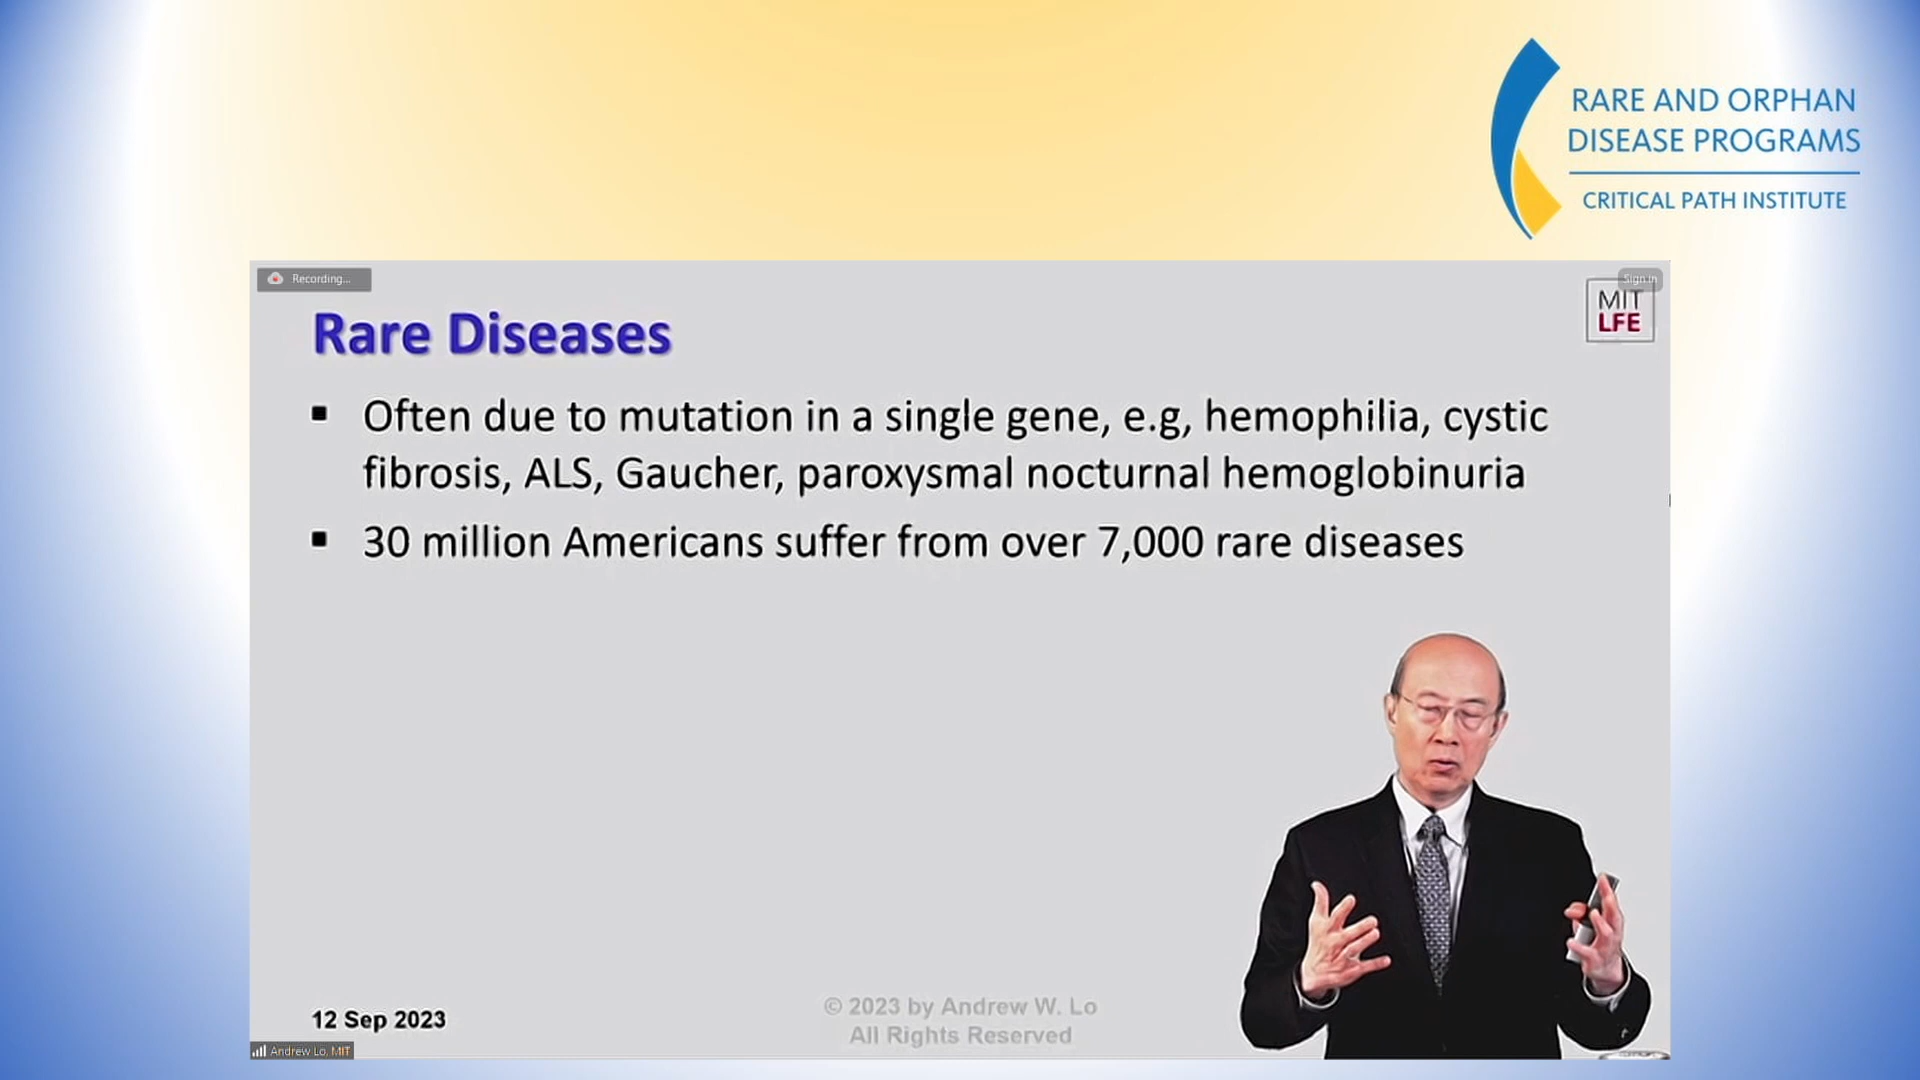 RARE AND ORPHAN
DISEASE PROGRAMS
CRITICAL PATH INSTITUTE
Recording...
Sign in
MIT
LFE
Rare Diseases
▪ Often due to mutation in a single gene, e.g, hemophilia, cystic
fibrosis, ALS, Gaucher, paroxysmal nocturnal hemoglobinuria
▪ 30 million Americans suffer from over 7,000 rare diseases
12 Sep 2023
© 2023 by Andrew W. Lo
All Rights Reserved
Andrew Lo, MIT